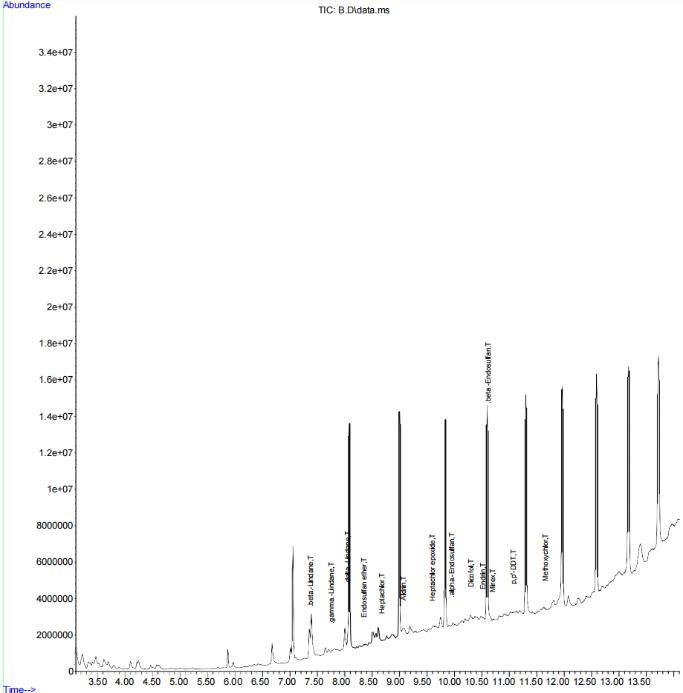 Abundance
TIC: B.D\data.ms
3.4e+07
3.2e+07
3e+07
2.8e+07
2.6e+07
2.4e+07
2.2e+07
2e+07
1.8e+07
1.6e+07
1.4e+07
1.2e+07
1e+07
8000000
6000000
4000000
2000000
0
.beta.-Lindane,T
.gamma.-Lindane,T
.delta.-Lindane,T
Endosulfan ether,T
Heptachlor,T
Aldrin,T
Heptachlor epoxide,T
.alpha.-Endosulfan,T
Dicofol,T
Endrin,T
Mirex,T
.beta.-Endosulfan,T
p,p'-DDT,T
Methoxychlor,T
3.50 4.00 4.50 5.00 5.50 6.00 6.50 7.00 7.50 8.00 8.50 9.00 9.50 10.00 10.50 11.00 11.50 12.00 12.50 13.00 13.50
Time-->